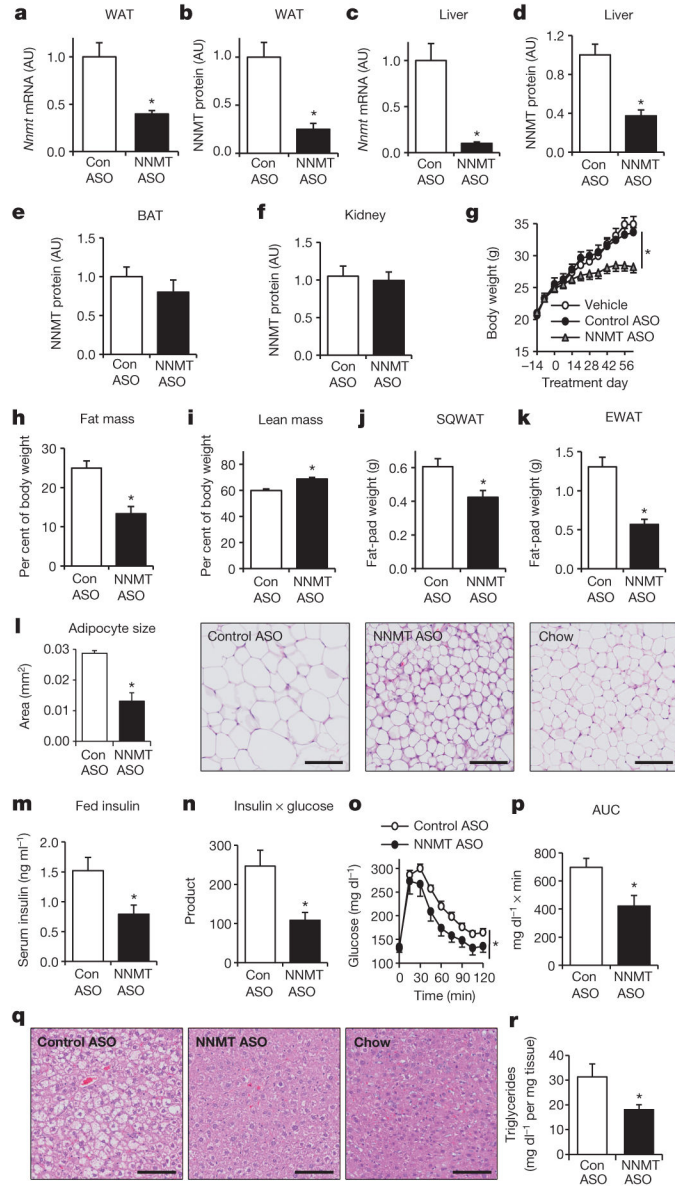 a WAT
Nnmt mRNA (AU)
1.0
0.5
0
*
Con ASO
NNMT ASO
b WAT
NNMT protein (AU)
1.0
0.5
0
*
Con ASO
NNMT ASO
c Liver
Nnmt mRNA (AU)
1.0
0.5
0.0
*
Con ASO
NNMT ASO
d Liver
NNMT protein (AU)
1.2
0.8
0.4
0
*
Con ASO
NNMT ASO
e BAT
NNMT protein (AU)
1.5
1.0
0.5
0.0
Con ASO
NNMT ASO
f Kidney
NNMT protein (AU)
1.5
1.0
0.5
0.0
Con ASO
NNMT ASO
g
Body weight (g)
35
30
25
20
15
*
Vehicle
Control ASO
NNMT ASO
–14 0 14 28 42 56
Treatment day
h Fat mass
Per cent of body weight
30
20
10
0
*
Con ASO
NNMT ASO
i Lean mass
Per cent of body weight
80
60
40
20
0
*
Con ASO
NNMT ASO
j SQWAT
Fat-pad weight (g)
0.6
0.4
0.2
0
*
Con ASO
NNMT ASO
k EWAT
Fat-pad weight (g)
1.5
1.0
0.5
0
*
Con ASO
NNMT ASO
l Adipocyte size
Area (mm²)
0.03
0.02
0.01
0.00
*
Con ASO
NNMT ASO
Control ASO
NNMT ASO
Chow
m Fed insulin
Serum insulin (ng ml⁻¹)
2.0
1.5
1.0
0.5
0.0
*
Con ASO
NNMT ASO
n Insulin × glucose
Product
300
200
100
0
*
Con ASO
NNMT ASO
o
Control ASO
NNMT ASO
Glucose (mg dl⁻¹)
300
250
200
150
100
*
0 30 60 90 120
Time (min)
p AUC
mg dl⁻¹ × min
800
600
400
200
0
*
Con ASO
NNMT ASO
q
Control ASO
NNMT ASO
Chow
r
Triglycerides
(mg dl⁻¹ per mg tissue)
40
30
20
10
0
*
Con ASO
NNMT ASO